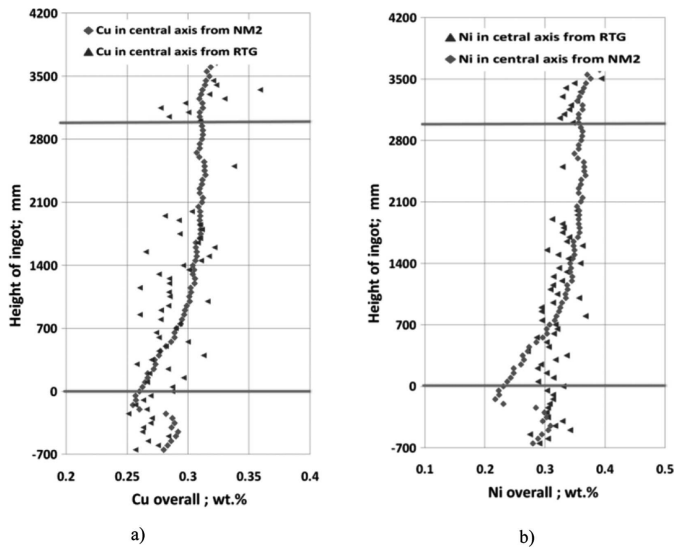 a)
Cu in central axis from NM2
Cu in central axis from RTG
4200
3500
2800
2100
1400
700
0
-700
Height of ingot; mm
0.2 0.25 0.3 0.35 0.4
Cu overall ; wt.%
a)
b)
Ni in cetral axis from RTG
Ni in central axis from NM2
4200
3500
2800
2100
1400
700
0
-700
Height of ingot; mm
0.1 0.2 0.3 0.4 0.5
Ni overall ; wt.%
b)